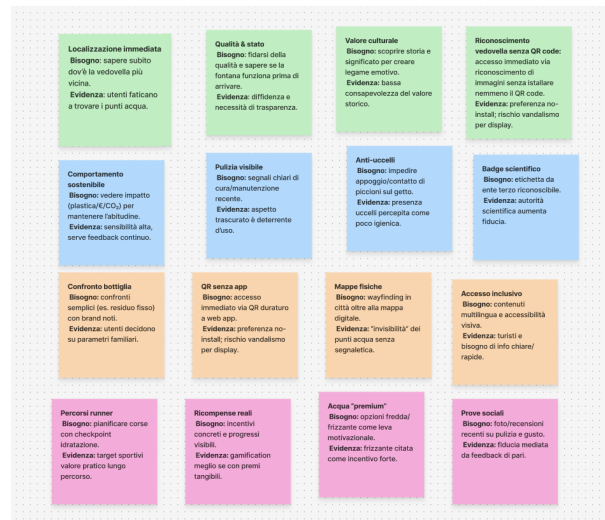 Localizzazione immediata
Bisogno: sapere subito
dov'è la vedovella più
vicina.
Evidenza: utenti faticano
a trovare i punti acqua.
Qualità & stato
Bisogno: fidarsi della
qualità e sapere se la
fontana funziona prima di
arrivare.
Evidenza: diffidenza e
necessità di trasparenza.
Valore culturale
Bisogno: scoprire storia e
significato per creare
legame emotivo.
Evidenza: bassa
consapevolezza del valore
storico.
Riconoscimento
vedovella senza QR code:
accesso immediato via
riconoscimento di
immagini senza istallare
nemmeno il QR code.
Evidenza: preferenza no-
install; rischio vandalismo
per display.
Comportamento
sostenibile
Bisogno: vedere impatto
(plastica/€/CO₂) per
mantenere l'abitudine.
Evidenza: sensibilità alta,
serve feedback continuo.
Pulizia visibile
Bisogno: segnali chiari di
cura/manutenzione
recente.
Evidenza: aspetto
trascurato è deterrente
d'uso.
Anti-uccelli
Bisogno: impedire
appoggio/contatto di
piccioni sul getto.
Evidenza: presenza
uccelli percepita come
poco igienica.
Badge scientifico
Bisogno: etichetta da
ente terzo riconoscibile.
Evidenza: autorità
scientifica aumenta
fiducia.
Confronto bottiglia
Bisogno: confronti
semplici (es. residuo fisso)
con brand noti.
Evidenza: utenti decidono
su parametri familiari.
QR senza app
Bisogno: accesso
immediato via QR duraturo
a web app.
Evidenza: preferenza no-
install; rischio vandalismo
per display.
Mappe fisiche
Bisogno: wayfinding in
città oltre alla mappa
digitale.
Evidenza: "invisibilità" dei
punti acqua senza
segnaletica.
Accesso inclusivo
Bisogno: contenuti
multilingua e accessibilità
visiva.
Evidenza: turisti e
bisogno di info chiare/
rapide.
Percorsi runner
Bisogno: pianificare corse
con checkpoint
idratazione.
Evidenza: target sportivi
valore pratico lungo
percorso.
Ricompense reali
Bisogno: incentivi
concreti e progressi
visibili.
Evidenza: gamification
meglio se con premi
tangibili.
Acqua "premium"
Bisogno: opzioni fredda/
frizzante come leva
motivazionale.
Evidenza: frizzante citata
come incentivo forte.
Prove sociali
Bisogno: foto/recensioni
recenti su pulizia e gusto.
Evidenza: fiducia mediata
da feedback di pari.